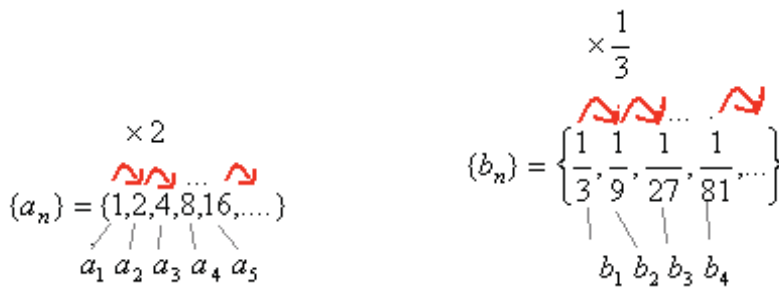 ×2
...
{aₙ} = {1,2,4,8,16,....}
a₁ a₂ a₃ a₄ a₅
× 1/3
... .
{bₙ} = {1/3, 1/9, 1/27, 1/81,...}
b₁ b₂ b₃ b₄